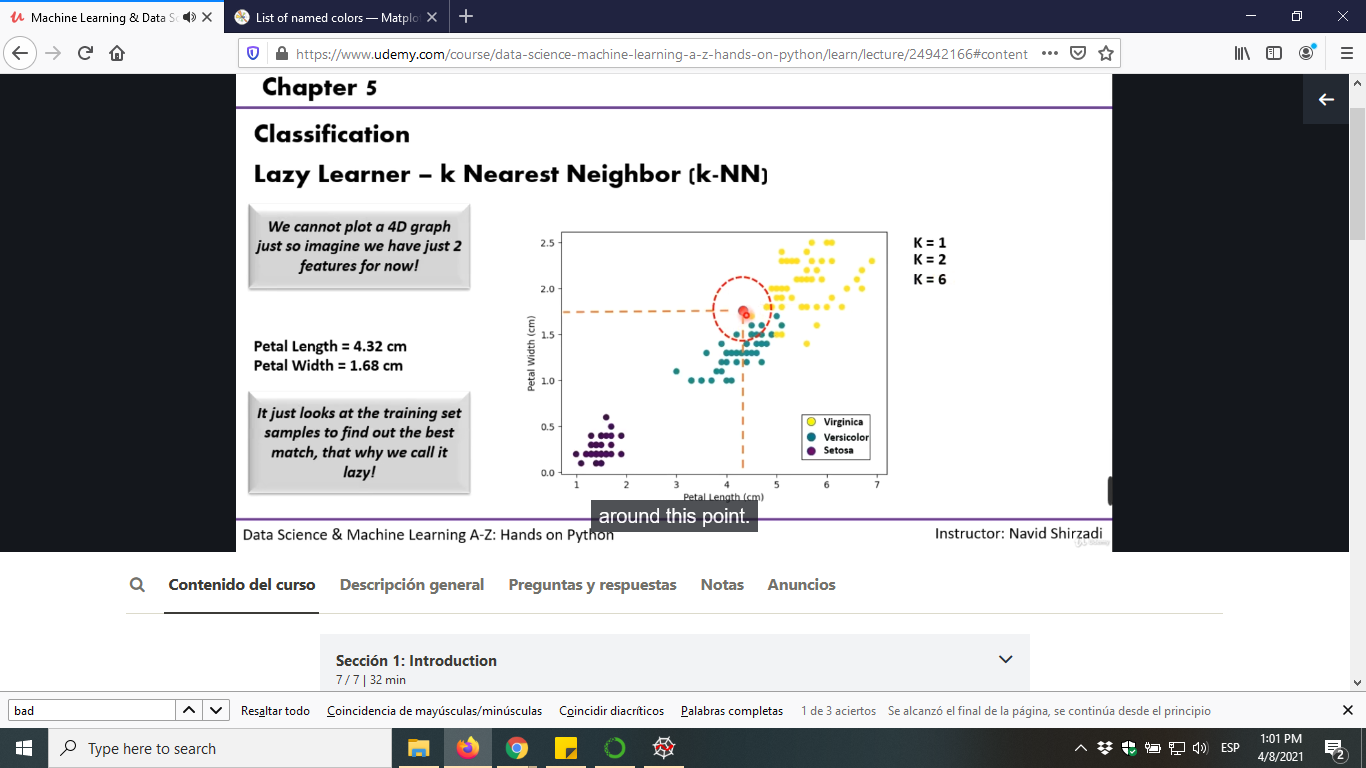 Machine Learning & Data Sc
List of named colors — Matplo
https://www.udemy.com/course/data-science-machine-learning-a-z-hands-on-python/learn/lecture/24942166#content
Chapter 5
Classification
Lazy Learner – k Nearest Neighbor (k-NN)
We cannot plot a 4D graph
just so imagine we have just 2
features for now!
Petal Length = 4.32 cm
Petal Width = 1.68 cm
It just looks at the training set
samples to find out the best
match, that why we call it
lazy!
Petal Width (cm)
2.5
2.0
1.5
1.0
0.5
0.0
1 2 3 4 5 6 7
Petal Length (cm)
Virginica
Versicolor
Setosa
K = 1
K = 2
K = 6
around this point.
Data Science & Machine Learning A-Z: Hands on Python
Instructor: Navid Shirzadi
Contenido del curso Descripción general Preguntas y respuestas Notas Anuncios
Sección 1: Introduction
7 / 7 | 32 min
bad Resaltar todo Coincidencia de mayúsculas/minúsculas Coincidir diacríticos Palabras completas 1 de 3 aciertos Se alcanzó el final de la página, se continúa desde el principio
Type here to search
ESP
1:01 PM
4/8/2021
2